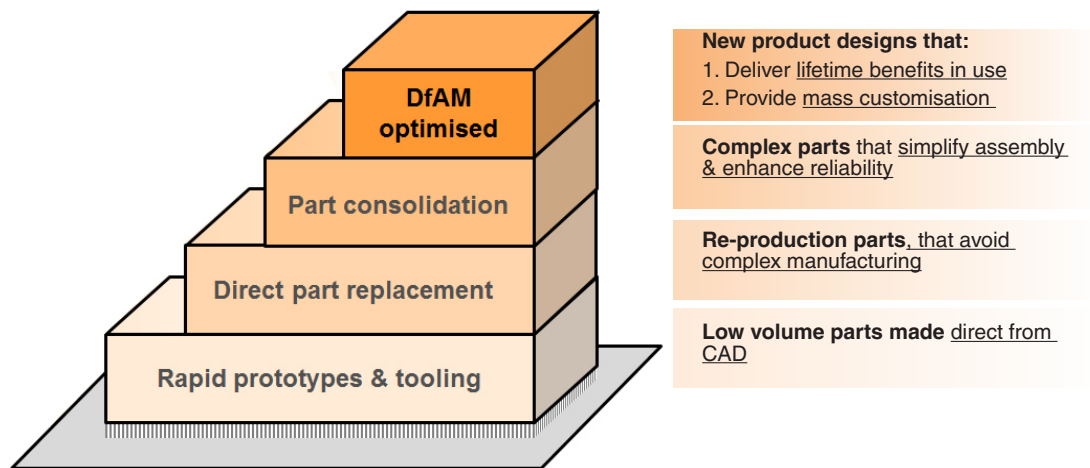 DfAM
optimised
Part consolidation
Direct part replacement
Rapid prototypes & tooling
New product designs that:
1. Deliver lifetime benefits in use
2. Provide mass customisation
Complex parts that simplify assembly
& enhance reliability
Re-production parts, that avoid
complex manufacturing
Low volume parts made direct from
CAD